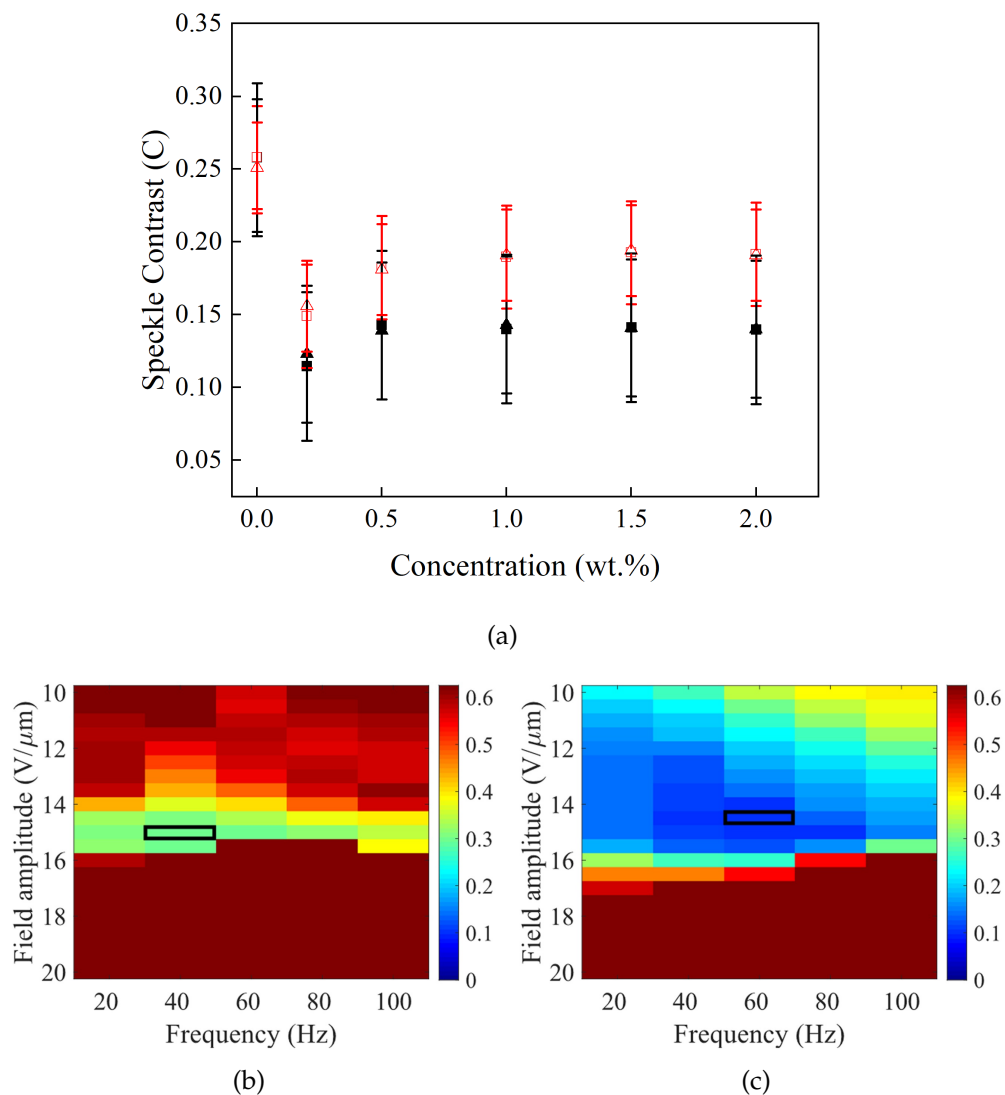 0.35
0.30
0.25
0.20
0.15
0.10
0.05
Speckle Contrast (C)
0.0 0.5 1.0 1.5 2.0
Concentration (wt.%)
(a)
10
12
14
16
18
20
Field amplitude (V/μm)
20 40 60 80 100
Frequency (Hz)
0.6
0.5
0.4
0.3
0.2
0.1
0
(b)
10
12
14
16
18
20
Field amplitude (V/μm)
20 40 60 80 100
Frequency (Hz)
0.6
0.5
0.4
0.3
0.2
0.1
0
(c)